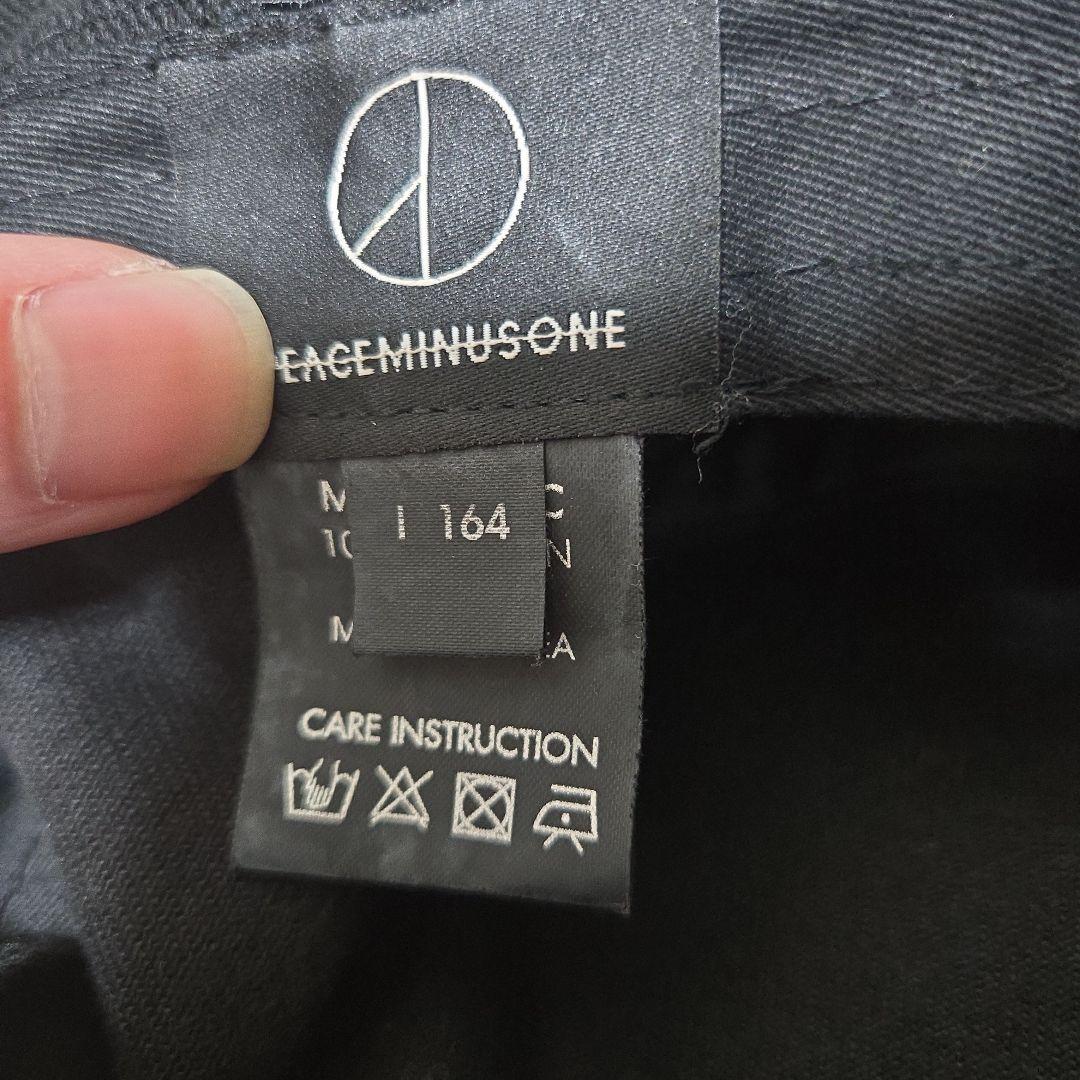 EACEMINUSONE
I 164
CARE INSTRUCTION